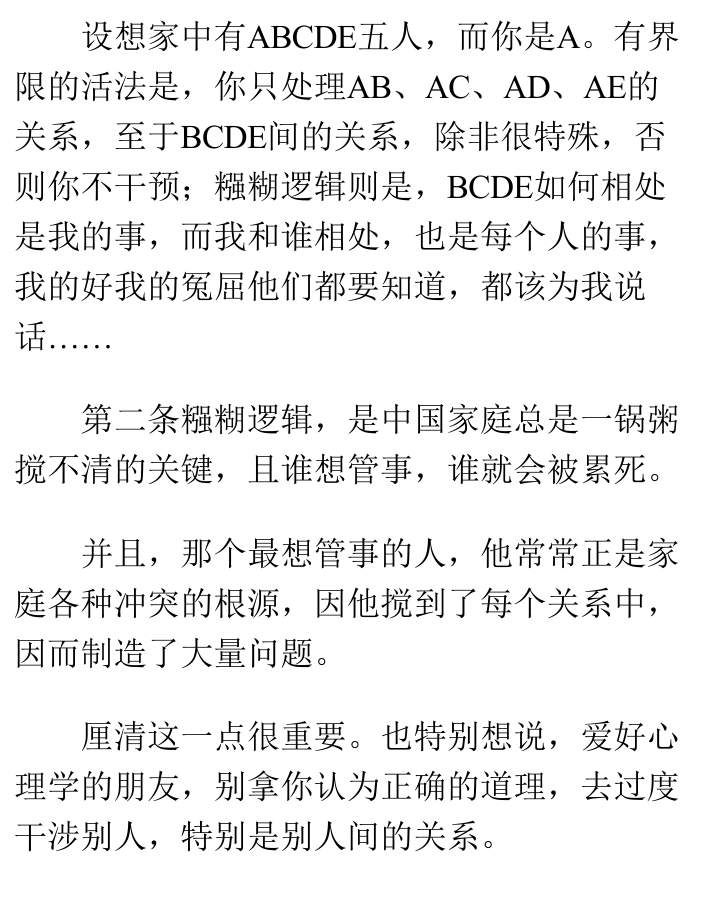 设想家中有ABCDE五人，而你是A。有界
限的活法是，你只处理AB、AC、AD、AE的
关系，至于BCDE间的关系，除非很特殊，否
则你不干预；糨糊逻辑则是，BCDE如何相处
是我的事，而我和谁相处，也是每个人的事，
我的好我的冤屈他们都要知道，都该为我说
话……
第二条糨糊逻辑，是中国家庭总是一锅粥
搅不清的关键，且谁想管事，谁就会被累死。
并且，那个最想管事的人，他常常正是家
庭各种冲突的根源，因他搅到了每个关系中，
因而制造了大量问题。
厘清这一点很重要。也特别想说，爱好心
理学的朋友，别拿你认为正确的道理，去过度
干涉别人，特别是别人间的关系。